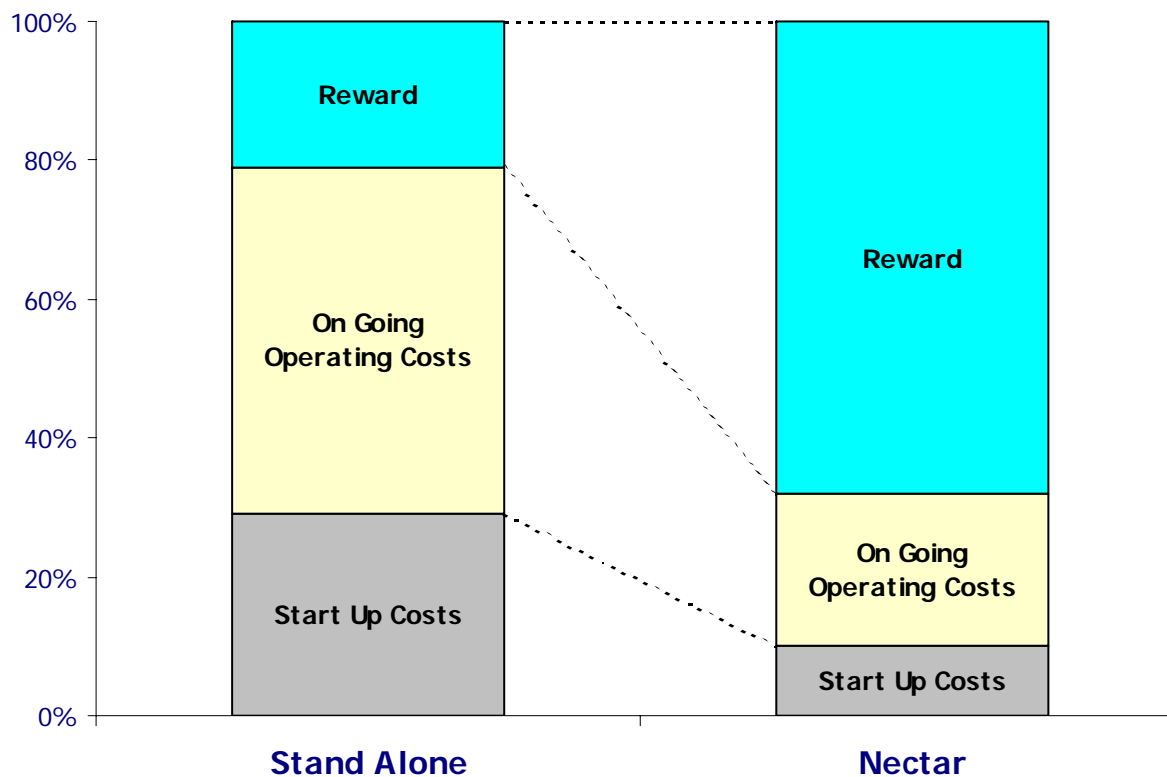 100%
80%
60%
40%
20%
0%
Reward
On Going
Operating Costs
Start Up Costs
Reward
On Going
Operating Costs
Start Up Costs
Stand Alone
Nectar